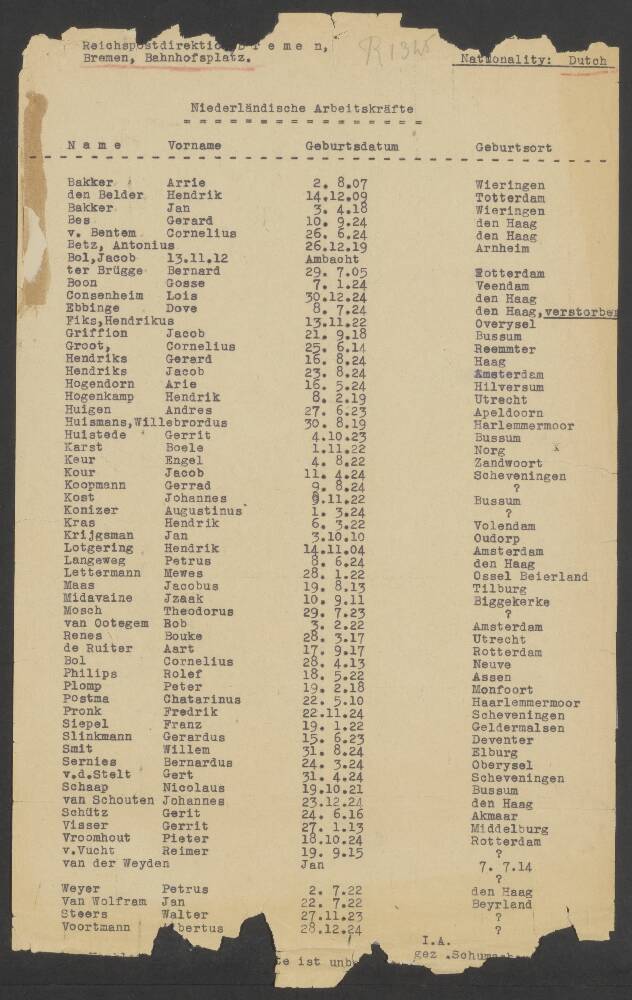 Reichspostdirektion Bremen, R 1345
Bremen, Bahnhofsplatz. Nationality: Dutch
Niederländische Arbeitskräfte
Name Vorname Geburtsdatum Geburtsort
Bakker Arrie 2. 8.07 Wieringen
den Belder Hendrik 14.12.09 Totterdam
Bakker Jan 3. 4.18 Wieringen
Bes Gerard 10. 9.24 den Haag
v. Bentem Cornelius 26. 6.24 den Haag
Betz, Antonius 26.12.19 Arnheim
Bol,Jacob 13.11.12 Ambacht
ter Brügge Bernard 29. 7.05 Rotterdam
Boon Gosse 7. 1.24 Veendam
Consenheim Lois 30.12.24 den Haag
Ebbinge Dove 8. 7.24 den Haag,verstorben
Fiks,Hendrikus 13.11.22 Overysel
Griffion Jacob 21. 9.18 Bussum
Groot, Cornelius 25. 6.14 Reemmter
Hendriks Gerard 16. 8.24 Haag
Hendriks Jacob 23. 8.24 Amsterdam
Hogendorn Arie 16. 5.24 Hilversum
Hogenkamp Hendrik 8. 2.19 Utrecht
Huigen Andres 27. 6.23 Apeldoorn
Huismans,Willebrordus 30. 8.19 Harlemmermoor
Huistede Gerrit 4.10.23 Bussum
Karst Boele 1.11.22 Norg
Keur Engel 4. 8.22 Zandwoort
Kour Jacob 11. 4.24 Scheveningen
Koopmann Gerrad 9. 8.24 ?
Kost Johannes 9.11.22 Bussum
Konizer Augustinus 1. 3.24 ?
Kras Hendrik 6. 3.22 Volendam
Krijgsman Jan 3.10.10 Oudorp
Lotgering Hendrik 14.11.04 Amsterdam
Langeweg Petrus 8. 6.24 den Haag
Lettermann Mewes 28. 1.22 Ossel Beierland
Maas Jacobus 19. 8.13 Tilburg
Midavaine Jzaak 10. 9.11 Biggekerke
Mosch Theodorus 29. 7.23 ?
van Ootegem Rob 3. 2.22 Amsterdam
Renes Bouke 28. 3.17 Utrecht
de Ruiter Aart 17. 9.17 Rotterdam
Bol Cornelius 28. 4.13 Neuve
Philips Rolef 18. 5.22 Assen
Plomp Peter 19. 2.18 Monfoort
Postma Chatarinus 22. 5.10 Haarlemmermoor
Pronk Fredrik 22.11.24 Scheveningen
Siepel Franz 19. 1.22 Geldermalsen
Slinkmann Gerardus 15. 6.23 Deventer
Smit Willem 31. 8.24 Elburg
Sernies Bernardus 24. 3.24 Oberysel
v.d.Stelt Gert 31. 4.24 Scheveningen
Schaap Nicolaus 19.10.21 Bussum
van Schouten Johannes 23.12.24 den Haag
Schütz Gerit 24. 6.16 Akmaar
Visser Gerrit 27. 1.13 Middelburg
Vroomhout Pieter 18.10.24 Rotterdam
v.Vucht Reimer 19. 9.15 ?
van der Weyden Jan 7. 7.14
?
Weyer Petrus 2. 7.22 den Haag
Van Wolfram Jan 22. 7.22 Beyrland
Steers Walter 27.11.23 ?
Voortmann bertus 28.12.24 ?
I.A.
te ist unb gez .Schum